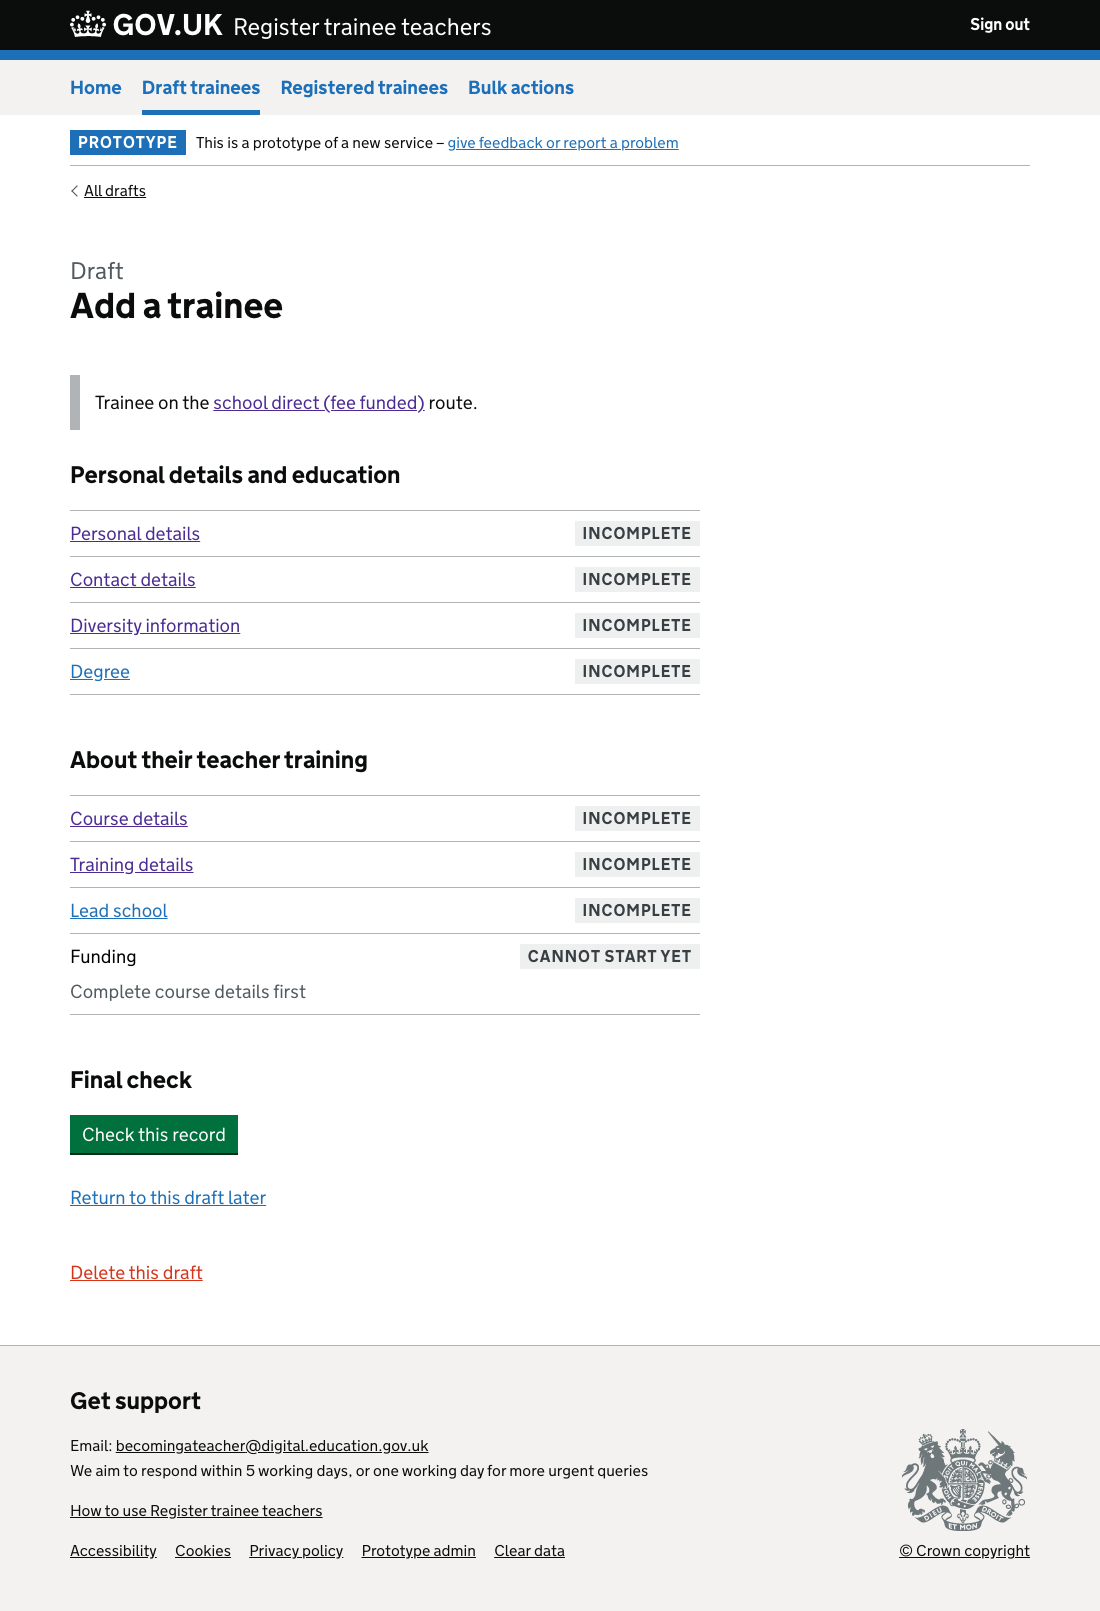 GOV.UK Register trainee teachers Sign out
Home Draft trainees Registered trainees Bulk actions
PROTOTYPE This is a prototype of a new service – give feedback or report a problem
All drafts
Draft
Add a trainee
Trainee on the school direct (fee funded) route.
Personal details and education
Personal details INCOMPLETE
Contact details INCOMPLETE
Diversity information INCOMPLETE
Degree INCOMPLETE
About their teacher training
Course details INCOMPLETE
Training details INCOMPLETE
Lead school INCOMPLETE
Funding CANNOT START YET
Complete course details first
Final check
Check this record
Return to this draft later
Delete this draft
Get support
Email: becomingateacher@digital.education.gov.uk
We aim to respond within 5 working days, or one working day for more urgent queries
How to use Register trainee teachers
DIEU ET MON DROIT
Accessibility Cookies Privacy policy Prototype admin Clear data © Crown copyright